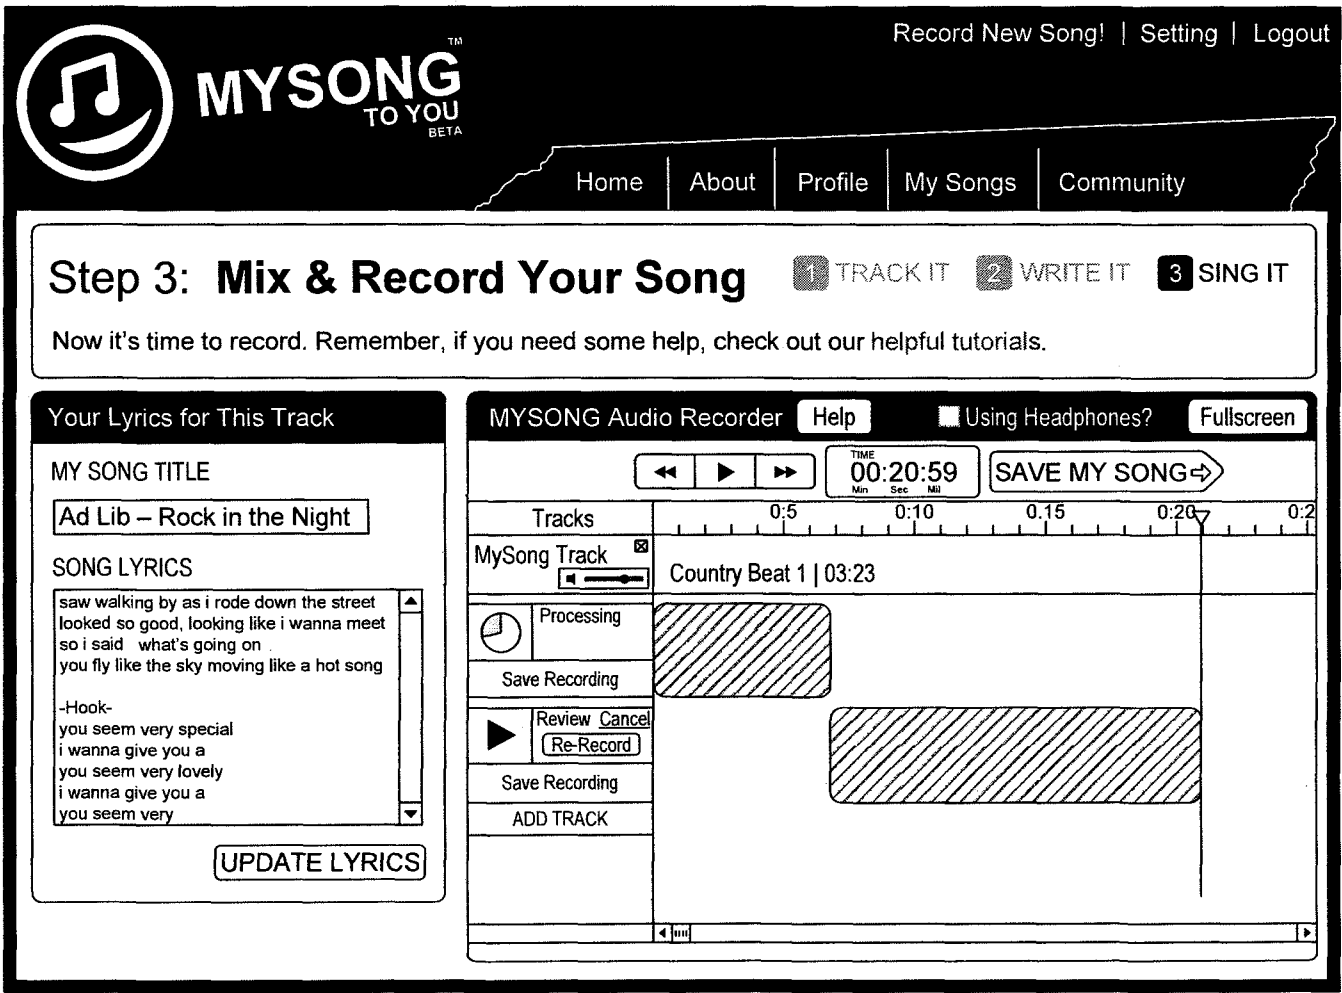 Record New Song! | Setting | Logout
MYSONG™
TO YOU
BETA
Home | About | Profile | My Songs | Community
Step 3: Mix & Record Your Song
1 TRACK IT 2 WRITE IT 3 SING IT
Now it's time to record. Remember, if you need some help, check out our helpful tutorials.
Your Lyrics for This Track
MY SONG TITLE
Ad Lib – Rock in the Night
SONG LYRICS
saw walking by as i rode down the street
looked so good, looking like i wanna meet
so i said what's going on
you fly like the sky moving like a hot song
-Hook-
you seem very special
i wanna give you a
you seem very lovely
i wanna give you a
you seem very
UPDATE LYRICS
MYSONG Audio Recorder Help Using Headphones? Fullscreen
TIME
00:20:59
Min Sec Mil
SAVE MY SONG
Tracks 0:5 0:10 0.15 0:20 0:2
MySong Track
Country Beat 1 | 03:23
Processing
Save Recording
Review Cancel
Re-Record
Save Recording
ADD TRACK